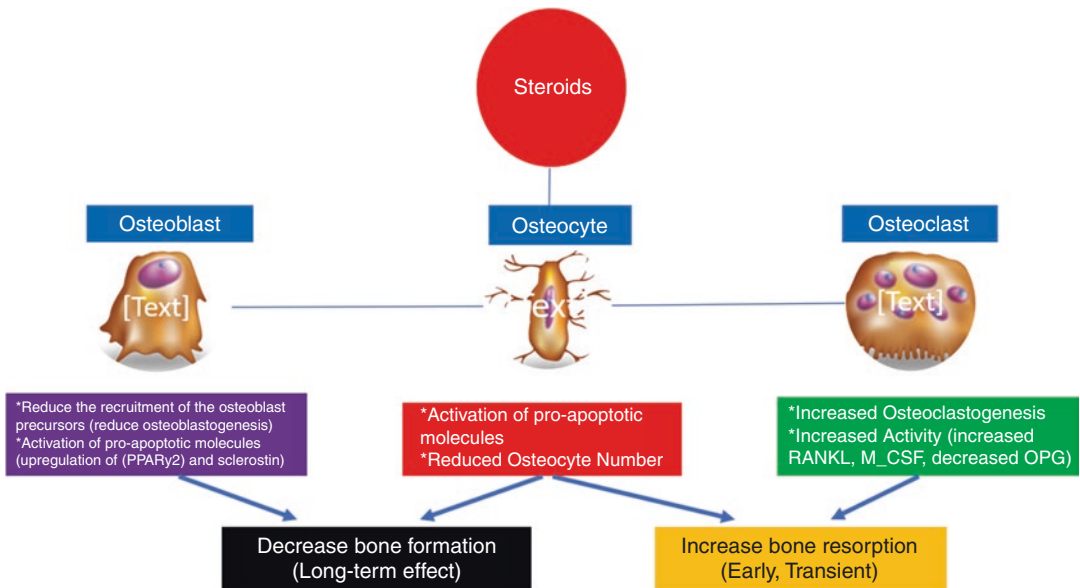 Steroids
Osteoblast
Osteocyte
Osteoclast
[Text]
Tex
[Text]
*Reduce the recruitment of the osteoblast
precursors (reduce osteoblastogenesis)
*Activation of pro-apoptotic molecules
(upregulation of (PPARy2) and sclerostin)
*Activation of pro-apoptotic
molecules
*Reduced Osteocyte Number
*Increased Osteoclastogenesis
*Increased Activity (increased
RANKL, M_CSF, decreased OPG)
Decrease bone formation
(Long-term effect)
Increase bone resorption
(Early, Transient)